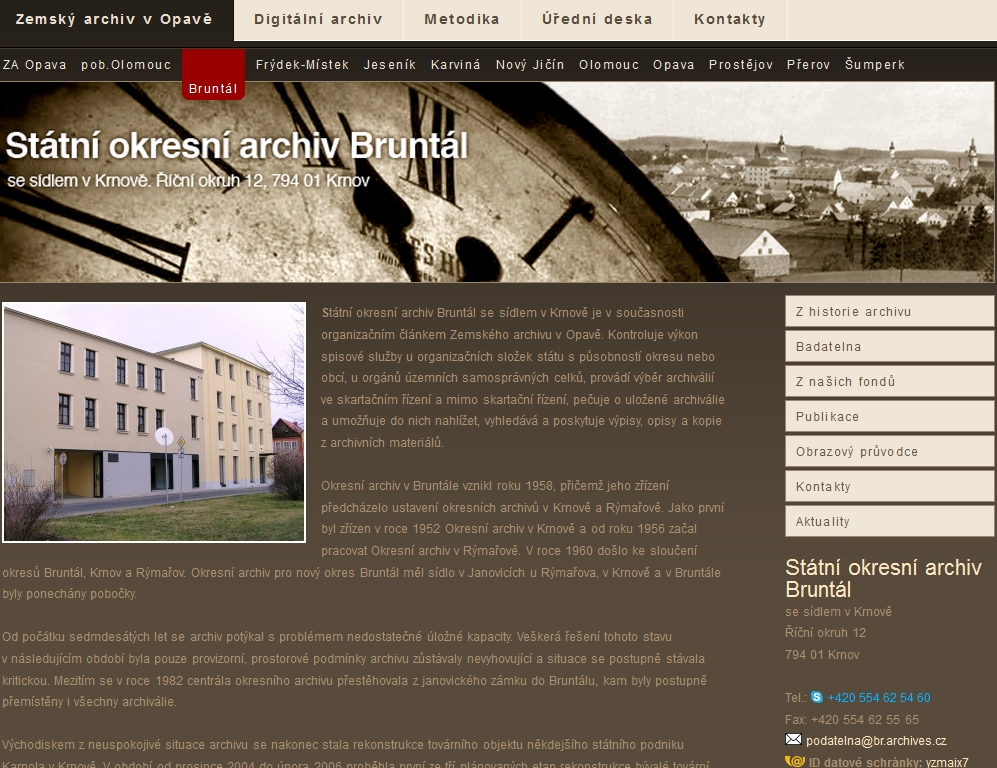 Zemský archiv v Opavě Digitální archiv Metodika Úřední deska Kontakty
ZA Opava pob.Olomouc Bruntál Frýdek-Místek Jeseník Karviná Nový Jičín Olomouc Opava Prostějov Přerov Šumperk
Státní okresní archiv Bruntál
se sídlem v Krnově. Říční okruh 12, 794 01 Krnov
Státní okresní archiv Bruntál se sídlem v Krnově je v současnosti
organizačním článkem Zemského archivu v Opavě. Kontroluje výkon
spisové služby u organizačních složek státu s působností okresu nebo
obcí, u orgánů územních samosprávných celků, provádí výběr archiválií
ve skartačním řízení a mimo skartační řízení, pečuje o uložené archiválie
a umožňuje do nich nahlížet, vyhledává a poskytuje výpisy, opisy a kopie
z archivních materiálů.
Okresní archiv v Bruntále vznikl roku 1958, přičemž jeho zřízení
předcházelo ustavení okresních archivů v Krnově a Rýmařově. Jako první
byl zřízen v roce 1952 Okresní archiv v Krnově a od roku 1956 začal
pracovat Okresní archiv v Rýmařově. V roce 1960 došlo ke sloučení
okresů Bruntál, Krnov a Rýmařov. Okresní archiv pro nový okres Bruntál měl sídlo v Janovicích u Rýmařova, v Krnově a v Bruntále
byly ponechány pobočky.
Od počátku sedmdesátých let se archiv potýkal s problémem nedostatečné úložné kapacity. Veškerá řešení tohoto stavu
v následujícím období byla pouze provizorní, prostorové podmínky archivu zůstávaly nevyhovující a situace se postupně stávala
kritickou. Mezitím se v roce 1982 centrála okresního archivu přestěhovala z janovického zámku do Bruntálu, kam byly postupně
přemístěny i všechny archiválie.
Východiskem z neuspokojivé situace archivu se nakonec stala rekonstrukce továrního objektu někdejšího státního podniku
Karnola v Krnově. V období od prosince 2004 do února 2006 proběhla první ze tří plánovaných etap rekonstrukce bývalé tovární
Z historie archivu
Badatelna
Z našich fondů
Publikace
Obrazový průvodce
Kontakty
Aktuality
Státní okresní archiv
Bruntál
se sídlem v Krnově
Říční okruh 12
794 01 Krnov
Tel.: +420 554 62 54 60
Fax: +420 554 62 55 65
podatelna@br.archives.cz
ID datové schránky: yzmaix7